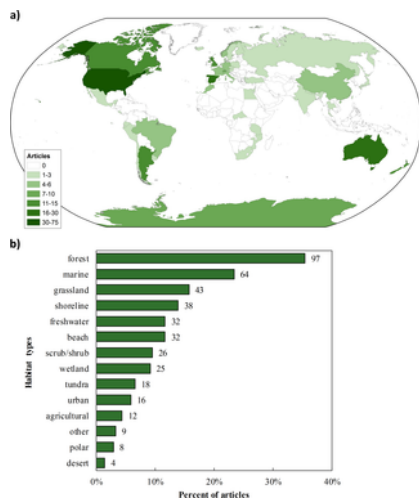 a)
Articles
0
1-3
4-6
7-10
11-15
16-30
30-75
b)
Habitat types
forest 97
marine 64
grassland 43
shoreline 38
freshwater 32
beach 32
scrub/shrub 26
wetland 25
tundra 18
urban 16
agricultural 12
other 9
polar 8
desert 4
0% 10% 20% 30% 40%
Percent of articles